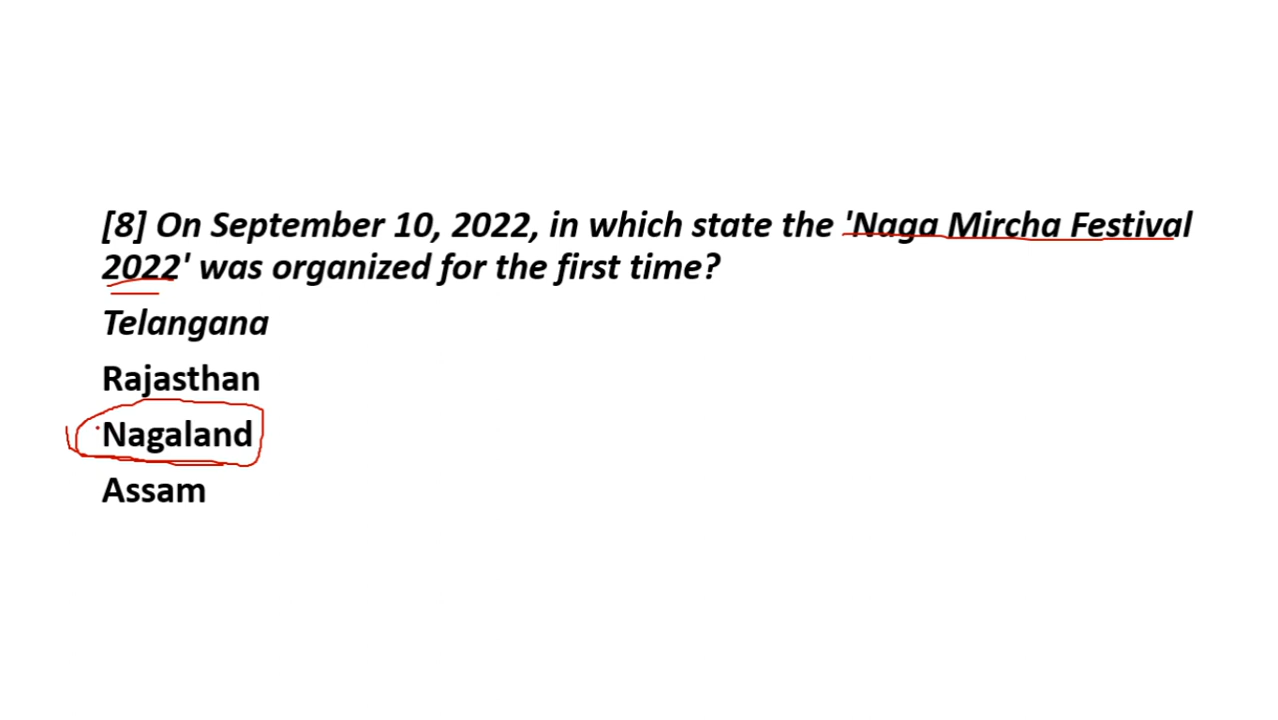 [8] On September 10, 2022, in which state the 'Naga Mircha Festival
2022' was organized for the first time?
Telangana
Rajasthan
Nagaland
Assam